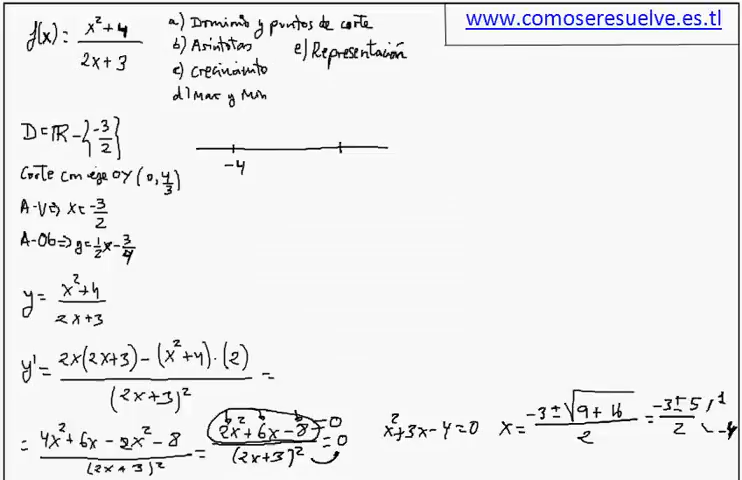 www.comoseresuelve.es.tl
f(x) = (x²+4)/(2x+3)
a) Dominio y puntos de corte
b) Asíntotas
e) Representación
c) Crecimiento
d) Max y Mín
D = ℝ - {-3/2}
-4
Corte con eje OY (0, 4/3)
A-V ⇒ x = -3/2
A-Ob ⇒ y = 1/2 x - 3/4
y = (x²+4)/(2x+3)
y' = (2x(2x+3) - (x²+4)·(2))/(2x+3)² =
= (4x²+6x-2x²-8)/(2x+3)² = (2x²+6x-8)/(2x+3)² = 0
= 0
x²+3x-4=0
x = (-3±√(9+16))/2 = (-3±5)/2
1
-4